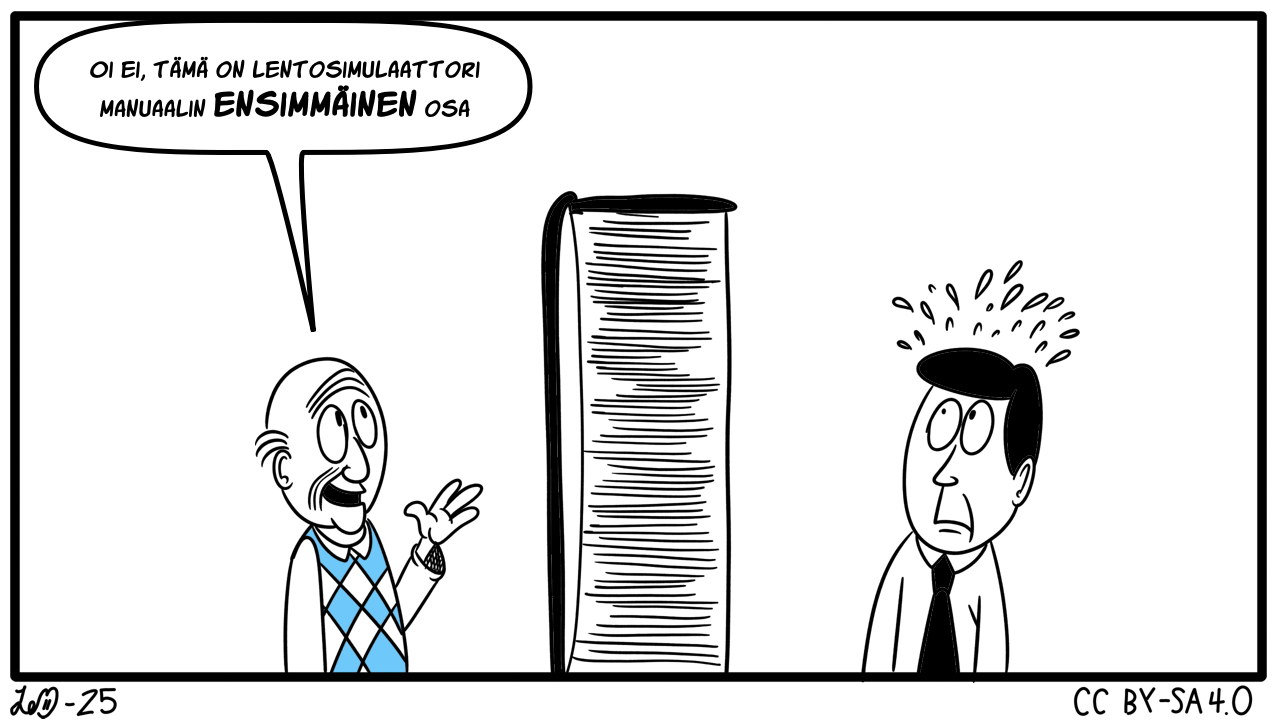 OI EI, TÄMÄ ON LENTOSIMULAATTORI
MANUAALIN ENSIMMÄINEN OSA
-25
CC BY-SA 4.0